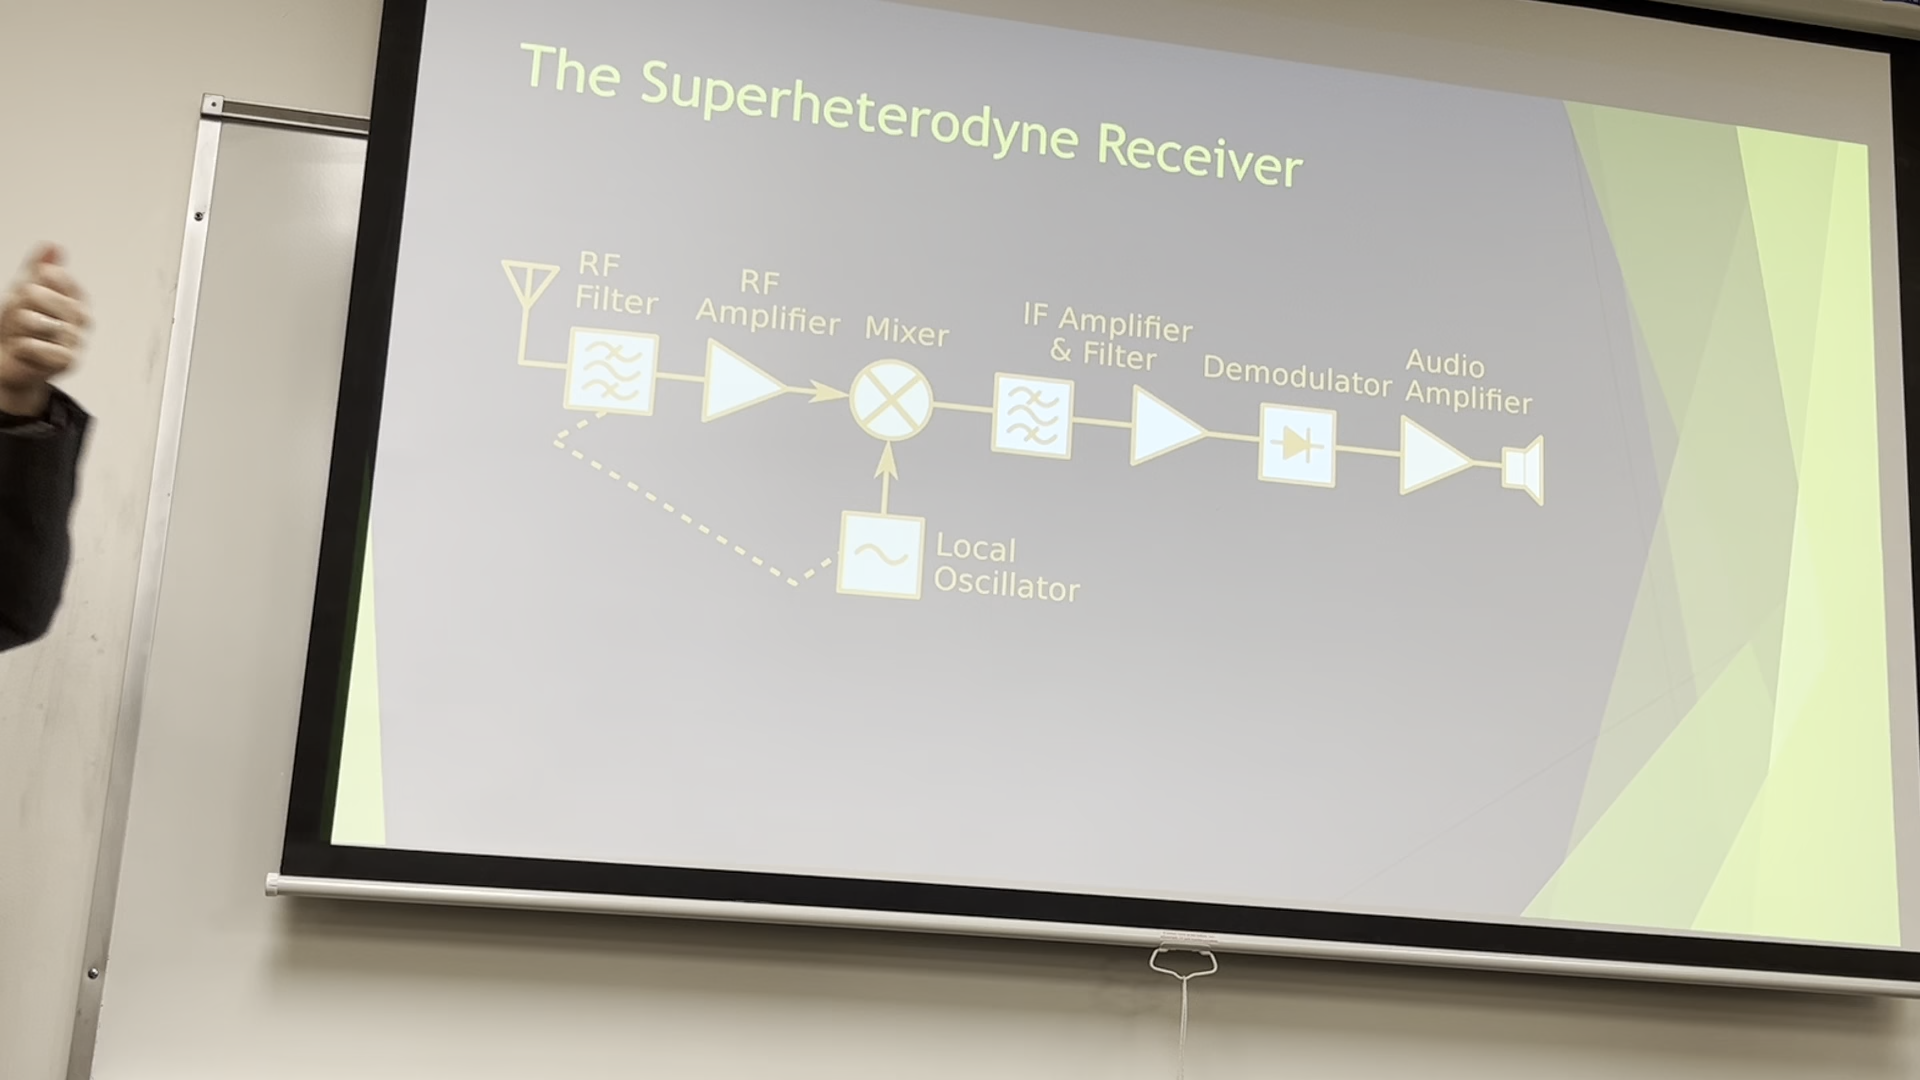 The Superheterodyne Receiver
RF
Filter
RF
Amplifier
Mixer
IF Amplifier
& Filter
Demodulator
Audio
Amplifier
Local
Oscillator